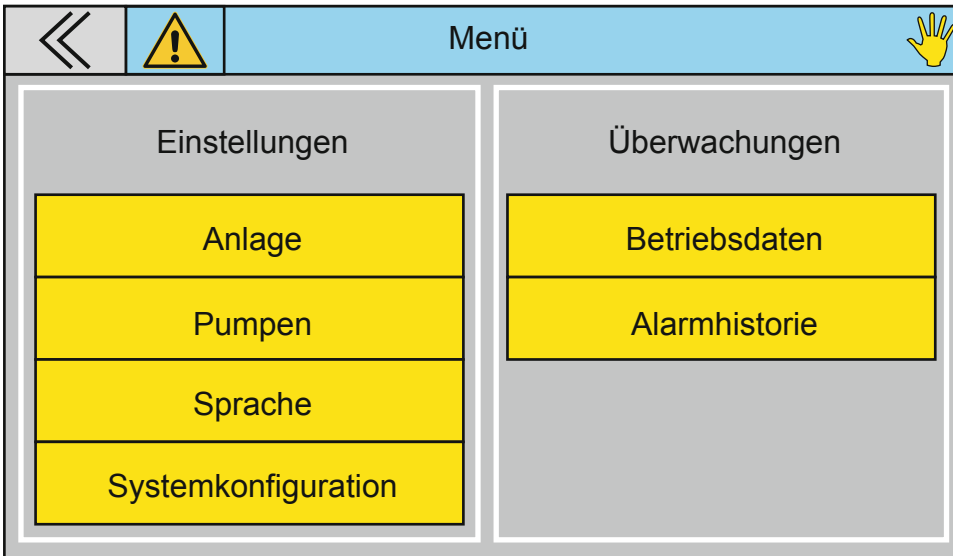 Menü
Einstellungen
Anlage
Pumpen
Sprache
Systemkonfiguration
Überwachungen
Betriebsdaten
Alarmhistorie